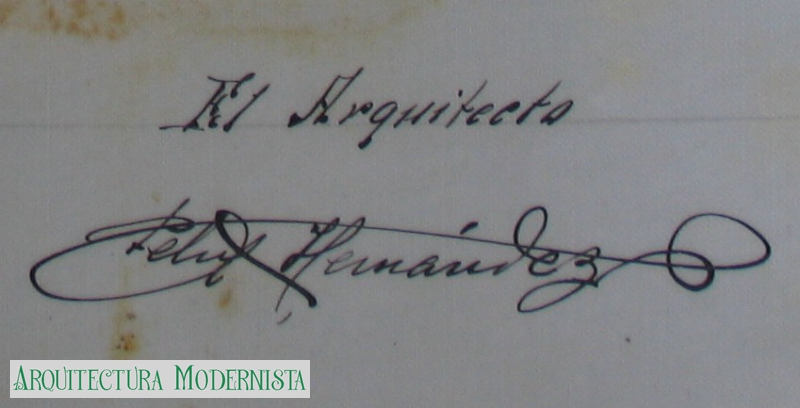 El Arquitecto
Felix Hernández
ARQUITECTURA MODERNISTA